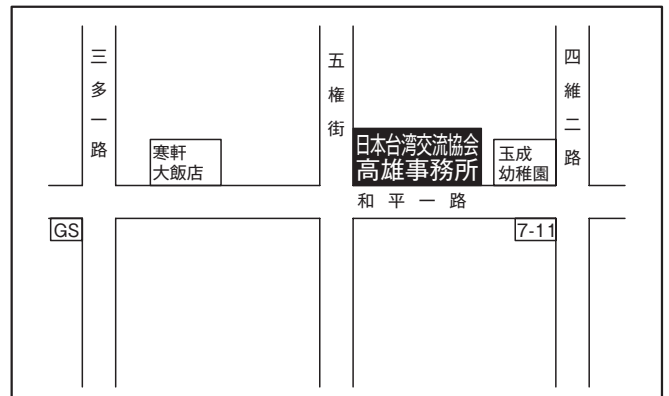 三多一路
五権街
四維二路
寒軒
大飯店
日本台湾交流協会
高雄事務所
玉成
幼稚園
和平一路
GS
7-11